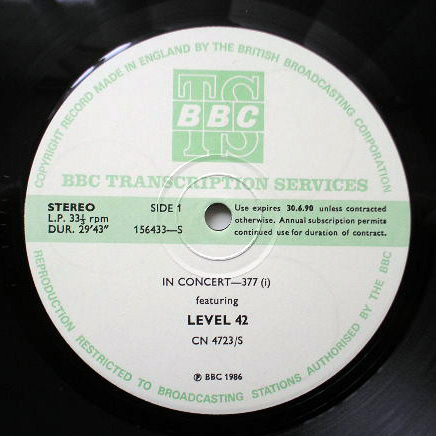 COPYRIGHT RECORD MADE IN ENGLAND BY THE BRITISH BROADCASTING CORPORATION
TS
BBC
BBC TRANSCRIPTION SERVICES
STEREO
L.P. 33⅓ rpm
DUR. 29'43"
SIDE 1
156433—S
Use expires 30.6.90 unless contracted
otherwise. Annual subscription permits
continued use for duration of contract.
IN CONCERT—377 (i)
featuring
LEVEL 42
CN 4723/S
℗ BBC 1986
REPRODUCTION RESTRICTED TO BROADCASTING STATIONS AUTHORISED BY THE BBC